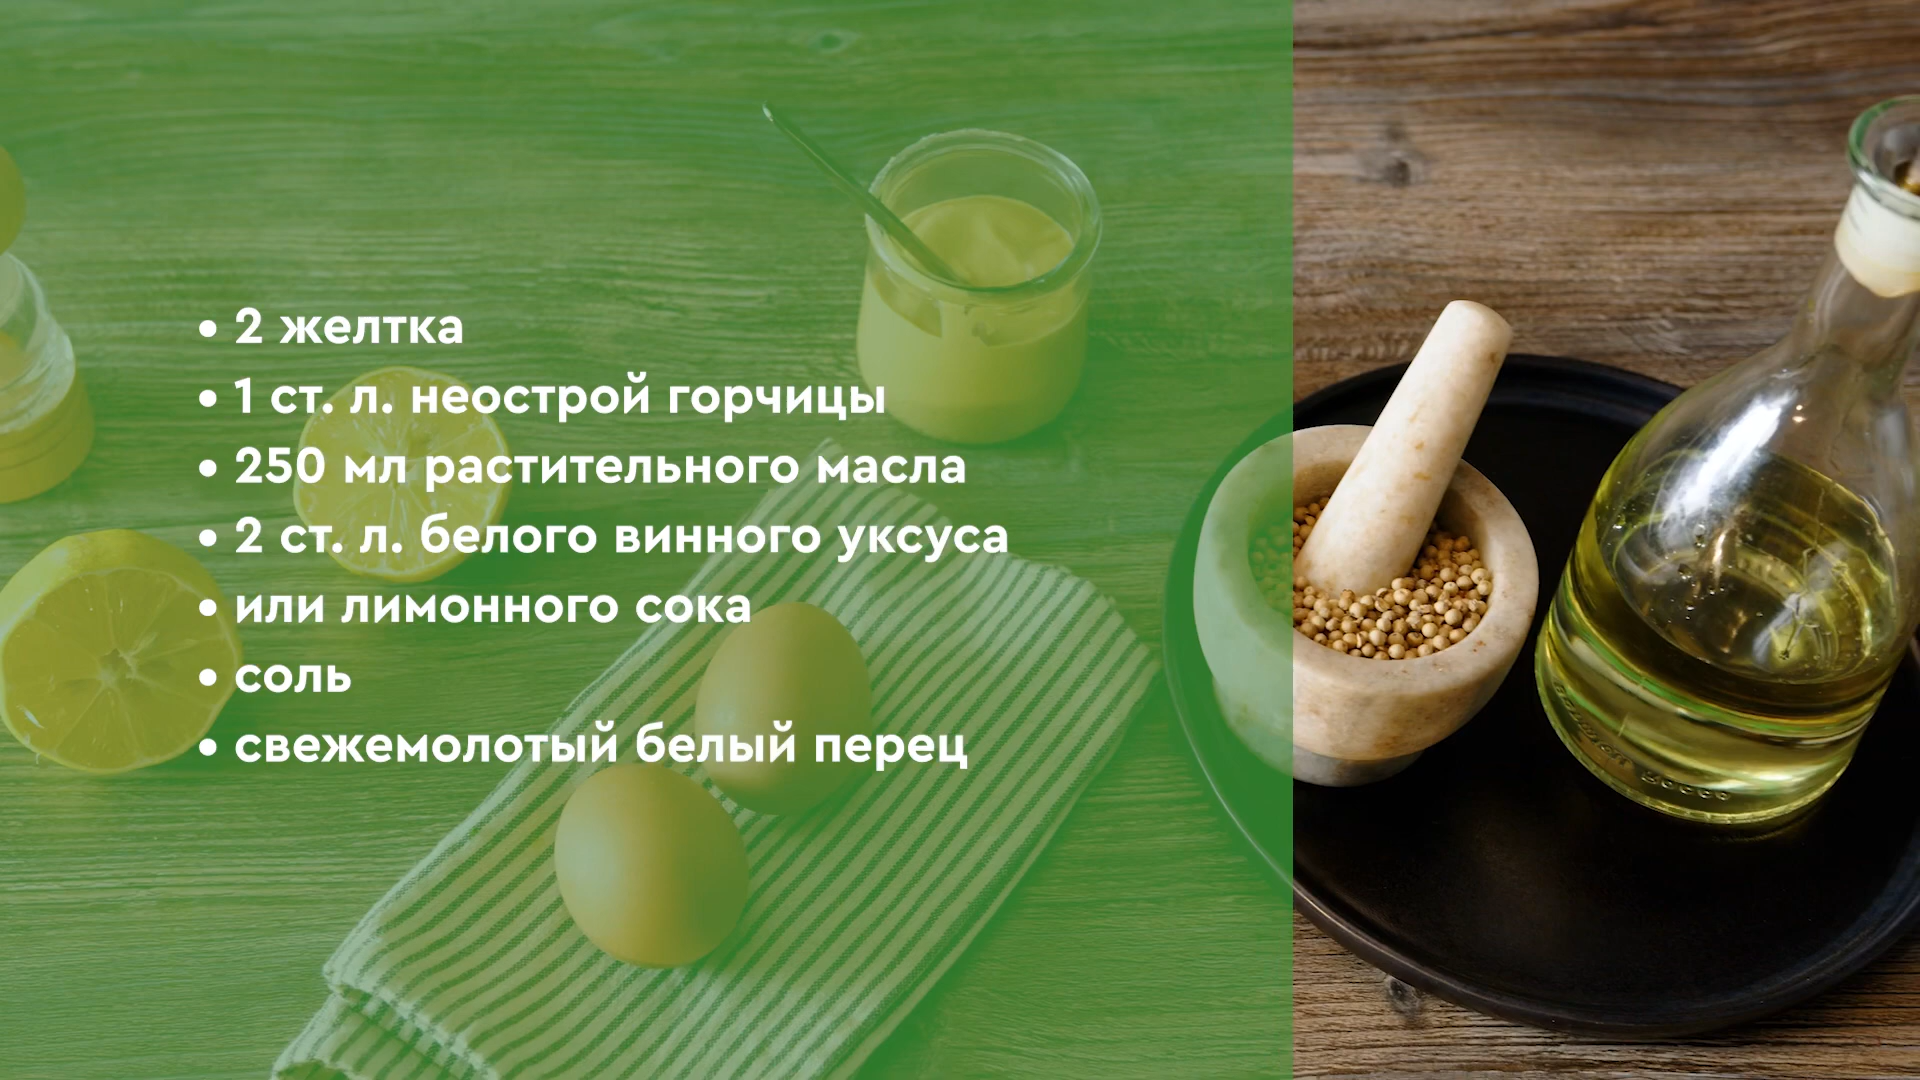 • 2 желтка
• 1 ст. л. неострой горчицы
• 250 мл растительного масла
• 2 ст. л. белого винного уксуса
• или лимонного сока
• соль
• свежемолотый белый перец